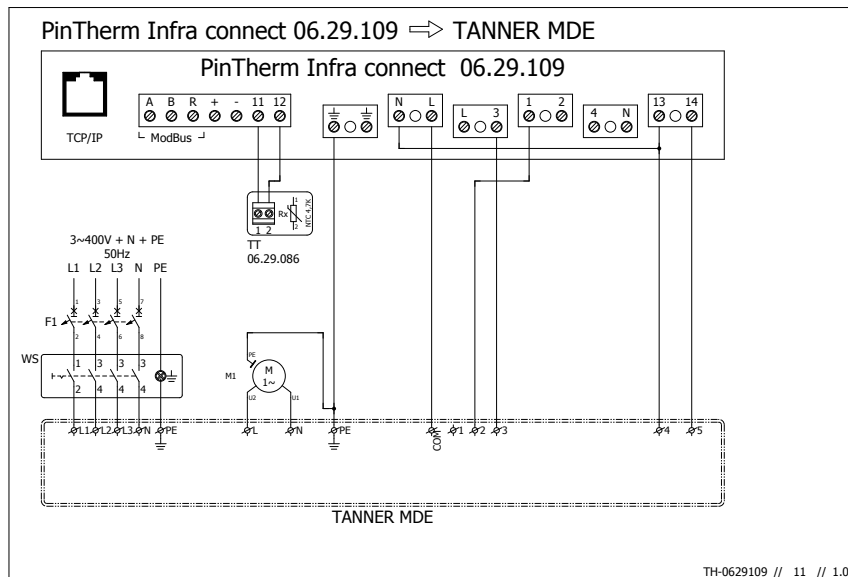 PinTherm Infra connect 06.29.109 ⇨ TANNER MDE
PinTherm Infra connect 06.29.109
A B R + - 11 12
N L
L 3
1 2
4 N
13 14
TCP/IP
ModBus
Rx
1
2
NTC 4,7K
1 2
TT
06.29.086
3~400V + N + PE
50Hz
L1 L2 L3 N PE
F1
1 3 5 7
2 4 6 8
WS
1 3 3 3
2 4 4 4
PE
M1
M
1~
U2 U1
L1 L2 L3 N PE
L N PE
COM 1 2 3
4 5
TANNER MDE
TH-0629109 // 11 // 1.0